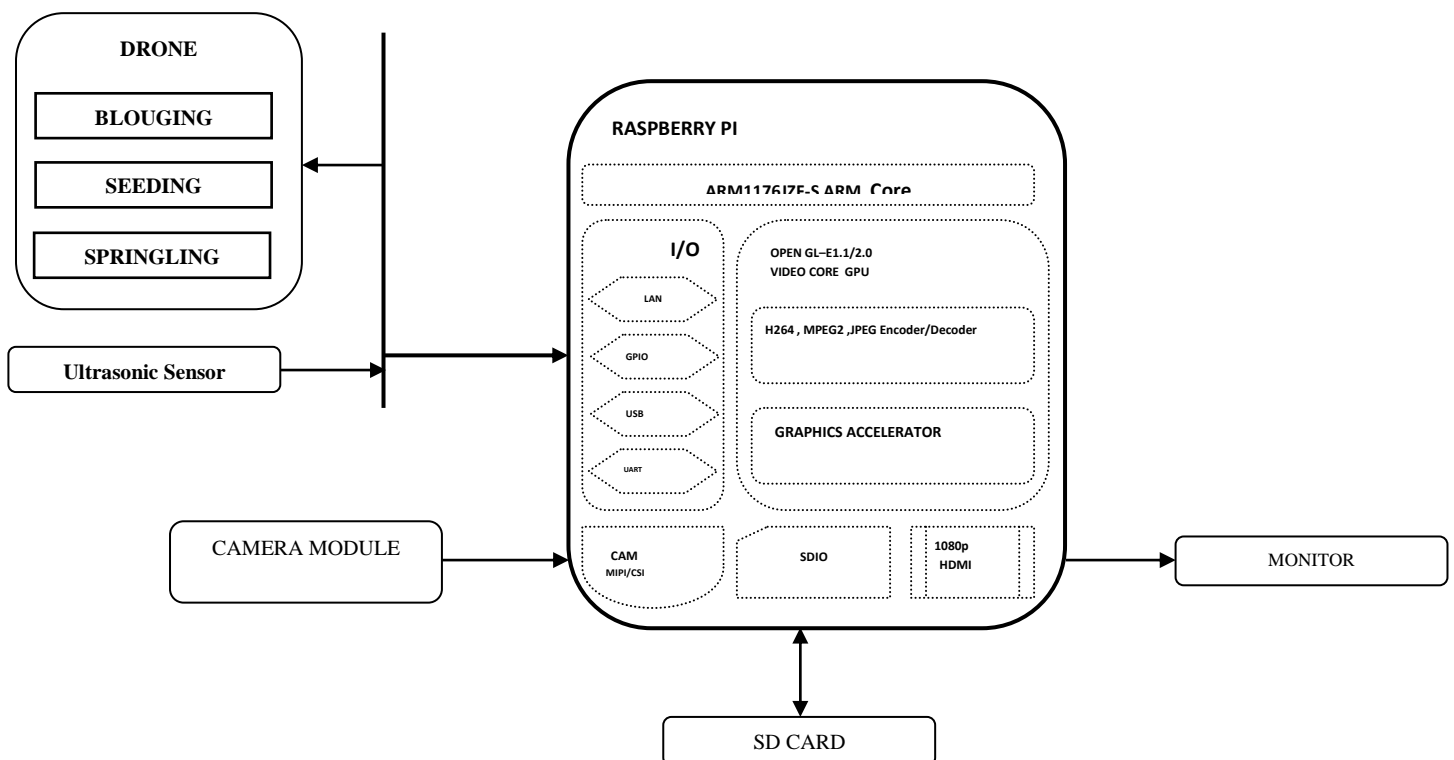 DRONE
BLOUGING
SEEDING
SPRINGLING
Ultrasonic Sensor
CAMERA MODULE
RASPBERRY PI
ARM1176JZF-S ARM Core
I/O
LAN
GPIO
USB
UART
OPEN GL–E1.1/2.0
VIDEO CORE GPU
H264 , MPEG2 ,JPEG Encoder/Decoder
GRAPHICS ACCELERATOR
CAM
MIPI/CSI
SDIO
1080p
HDMI
MONITOR
SD CARD